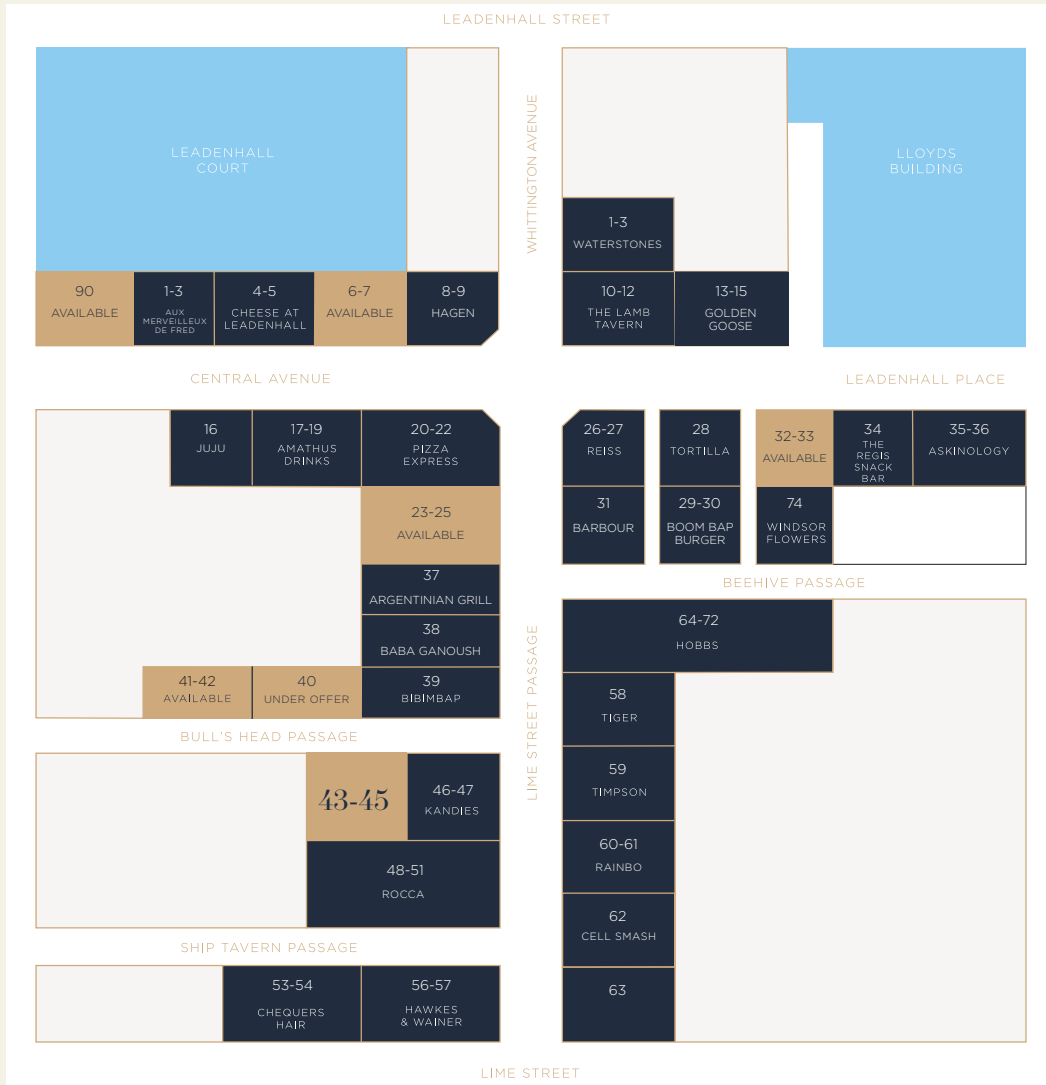 LEADENHALL STREET
LEADENHALL
COURT
WHITTINGTON AVENUE
LLOYDS
BUILDING
1-3
WATERSTONES
90
AVAILABLE
1-3
AUX
MERVEILLEUX
DE FRED
4-5
CHEESE AT
LEADENHALL
6-7
AVAILABLE
8-9
HAGEN
10-12
THE LAMB
TAVERN
13-15
GOLDEN
GOOSE
CENTRAL AVENUE
LEADENHALL PLACE
16
JUJU
17-19
AMATHUS
DRINKS
20-22
PIZZA
EXPRESS
26-27
REISS
28
TORTILLA
32-33
AVAILABLE
34
THE
REGIS
SNACK
BAR
35-36
ASKINOLOGY
23-25
AVAILABLE
31
BARBOUR
29-30
BOOM BAP
BURGER
74
WINDSOR
FLOWERS
37
ARGENTINIAN GRILL
BEEHIVE PASSAGE
38
BABA GANOUSH
64-72
HOBBS
41-42
AVAILABLE
40
UNDER OFFER
39
BIBIMBAP
LIME STREET PASSAGE
58
TIGER
BULL'S HEAD PASSAGE
43-45
46-47
KANDIES
59
TIMPSON
48-51
ROCCA
60-61
RAINBO
62
CELL SMASH
SHIP TAVERN PASSAGE
53-54
CHEQUERS
HAIR
56-57
HAWKES
& WAINER
63
LIME STREET